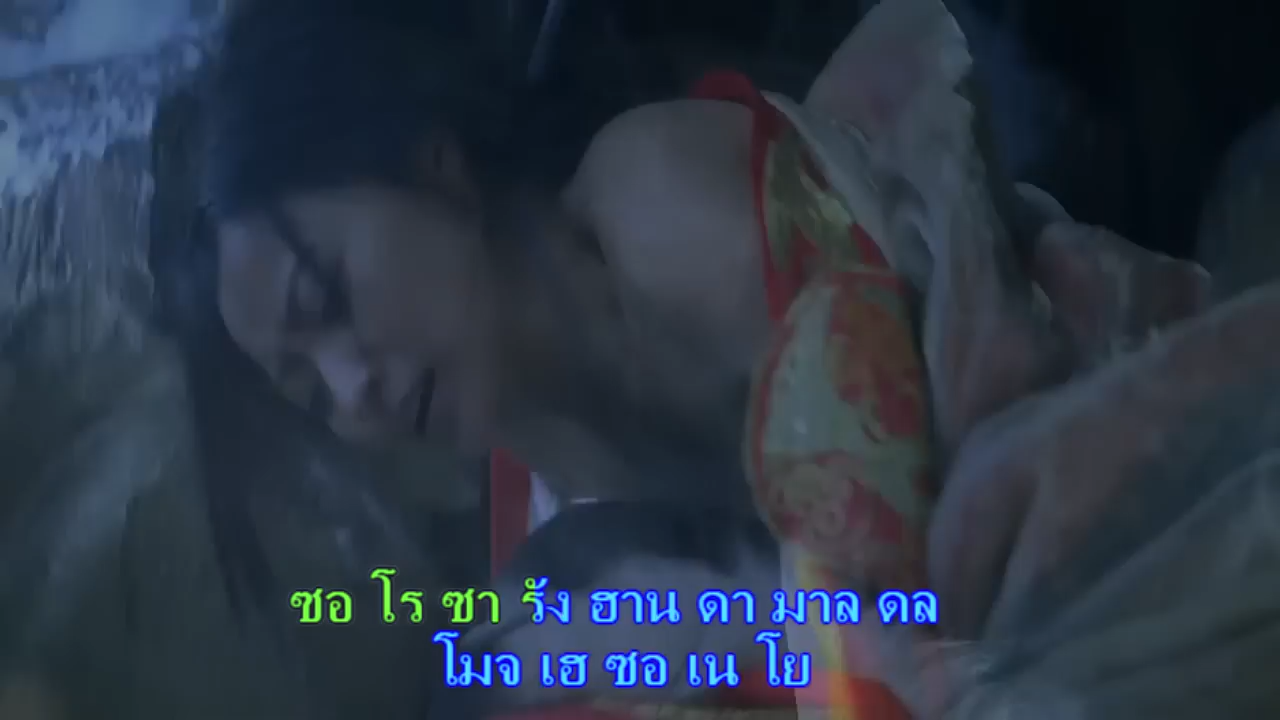 ซอ โร ซา รัง ฮาน ดา มาล ดล
โมจ เฮ ซอ เน โย